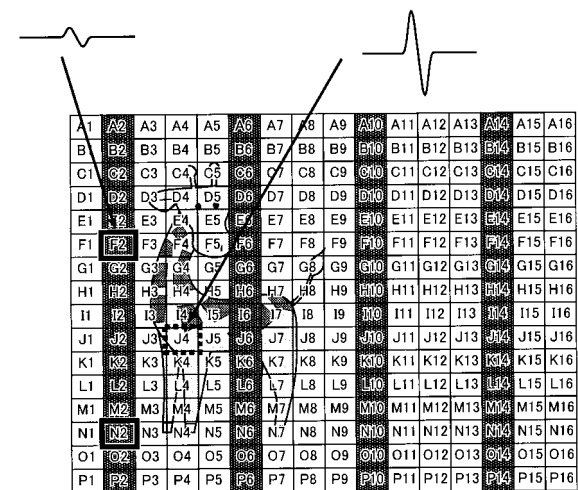 A1 A2 A3 A4 A5 A6 A7 A8 A9 A10 A11 A12 A13 A14 A15 A16
B1 B2 B3 B4 B5 B6 B7 B8 B9 B10 B11 B12 B13 B14 B15 B16
C1 C2 C3 C4 C5 C6 C7 C8 C9 C10 C11 C12 C13 C14 C15 C16
D1 D2 D3 D4 D5 D6 D7 D8 D9 D10 D11 D12 D13 D14 D15 D16
E1 E2 E3 E4 E5 E6 E7 E8 E9 E10 E11 E12 E13 E14 E15 E16
F1 F2 F3 F4 F5 F6 F7 F8 F9 F10 F11 F12 F13 F14 F15 F16
G1 G2 G3 G4 G5 G6 G7 G8 G9 G10 G11 G12 G13 G14 G15 G16
H1 H2 H3 H4 H5 H6 H7 H8 H9 H10 H11 H12 H13 H14 H15 H16
I1 I2 I3 I4 I5 I6 I7 I8 I9 I10 I11 I12 I13 I14 I15 I16
J1 J2 J3 J4 J5 J6 J7 J8 J9 J10 J11 J12 J13 J14 J15 J16
K1 K2 K3 K4 K5 K6 K7 K8 K9 K10 K11 K12 K13 K14 K15 K16
L1 L2 L3 L4 L5 L6 L7 L8 L9 L10 L11 L12 L13 L14 L15 L16
M1 M2 M3 M4 M5 M6 M7 M8 M9 M10 M11 M12 M13 M14 M15 M16
N1 N2 N3 N4 N5 N6 N7 N8 N9 N10 N11 N12 N13 N14 N15 N16
O1 O2 O3 O4 O5 O6 O7 O8 O9 O10 O11 O12 O13 O14 O15 O16
P1 P2 P3 P4 P5 P6 P7 P8 P9 P10 P11 P12 P13 P14 P15 P16